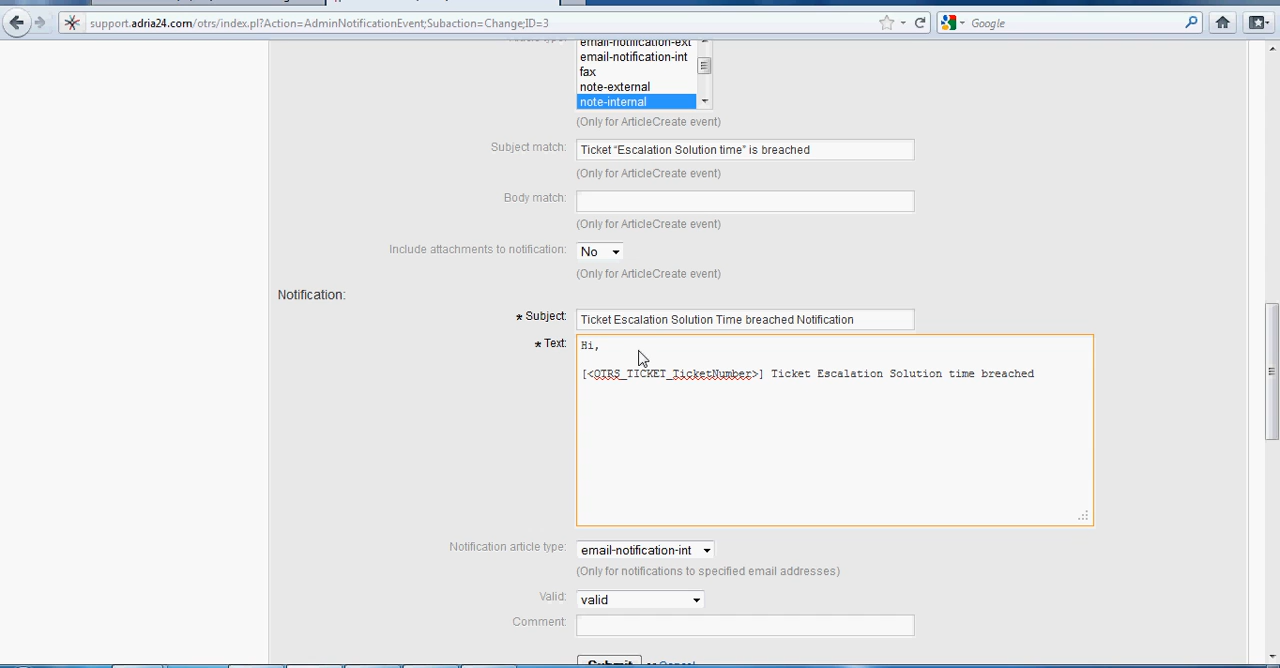 support.adria24.com/otrs/index.pl?Action=AdminNotificationEvent;Subaction=Change;ID=3
Google
email-notification-ext
email-notification-int
fax
note-external
note-internal
(Only for ArticleCreate event)
Subject match:
Ticket “Escalation Solution time” is breached
(Only for ArticleCreate event)
Body match:
(Only for ArticleCreate event)
Include attachments to notification:
No
(Only for ArticleCreate event)
Notification:
* Subject:
Ticket Escalation Solution Time breached Notification
* Text:
Hi,
[<OTRS_TICKET_TicketNumber>] Ticket Escalation Solution time breached
Notification article type:
email-notification-int
(Only for notifications to specified email addresses)
Valid:
valid
Comment:
Submit or Cancel